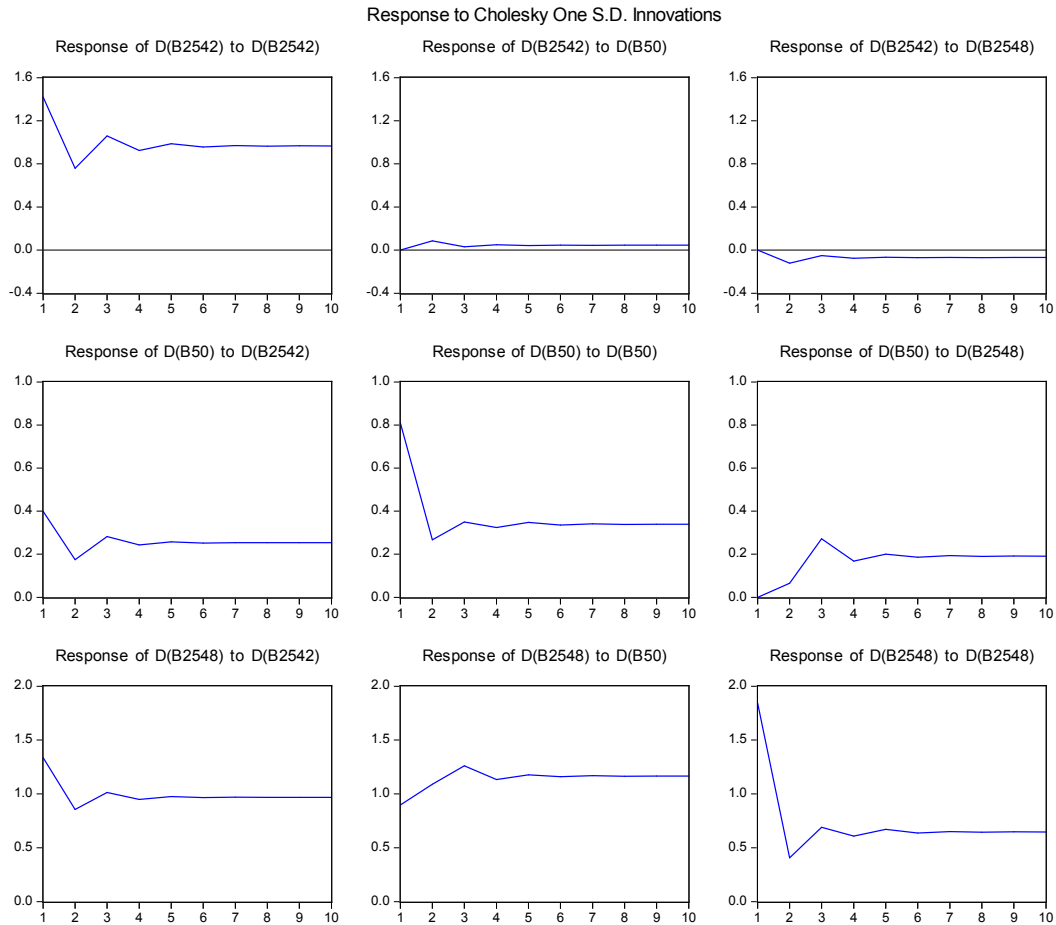 Response to Cholesky One S.D. Innovations
Response of D(B2542) to D(B2542)
1.6
1.2
0.8
0.4
0.0
-0.4
1 2 3 4 5 6 7 8 9 10
Response of D(B2542) to D(B50)
1.6
1.2
0.8
0.4
0.0
-0.4
1 2 3 4 5 6 7 8 9 10
Response of D(B2542) to D(B2548)
1.6
1.2
0.8
0.4
0.0
-0.4
1 2 3 4 5 6 7 8 9 10
Response of D(B50) to D(B2542)
1.0
0.8
0.6
0.4
0.2
0.0
1 2 3 4 5 6 7 8 9 10
Response of D(B50) to D(B50)
1.0
0.8
0.6
0.4
0.2
0.0
1 2 3 4 5 6 7 8 9 10
Response of D(B50) to D(B2548)
1.0
0.8
0.6
0.4
0.2
0.0
1 2 3 4 5 6 7 8 9 10
Response of D(B2548) to D(B2542)
2.0
1.5
1.0
0.5
0.0
1 2 3 4 5 6 7 8 9 10
Response of D(B2548) to D(B50)
2.0
1.5
1.0
0.5
0.0
1 2 3 4 5 6 7 8 9 10
Response of D(B2548) to D(B2548)
2.0
1.5
1.0
0.5
0.0
1 2 3 4 5 6 7 8 9 10